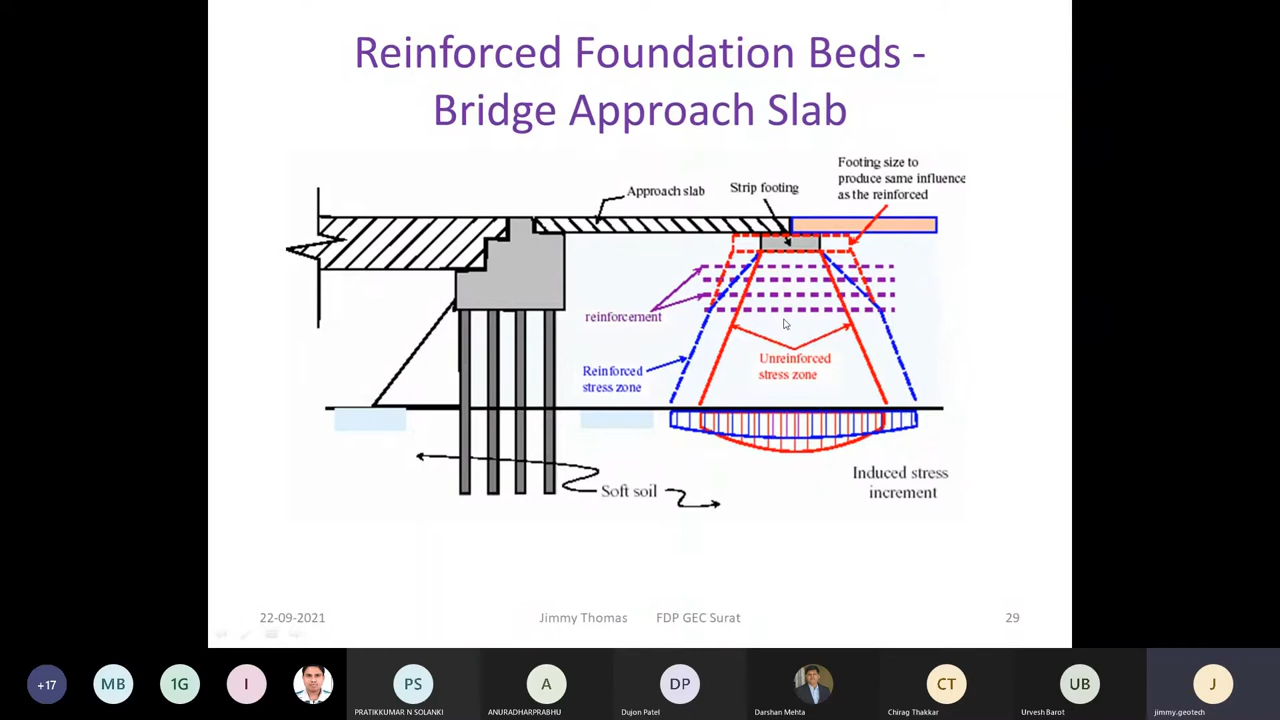 Reinforced Foundation Beds -
Bridge Approach Slab
Approach slab
Strip footing
Footing size to
produce same influence
as the reinforced
reinforcement
Reinforced
stress zone
Unreinforced
stress zone
Soft soil
Induced stress
increment
22-09-2021
Jimmy Thomas FDP GEC Surat
29
+17
MB
1G
I
PS
PRATIKKUMAR N SOLANKI
A
ANURADHARPRABHU
DP
Dujon Patel
Darshan Mehta
CT
Chirag Thakkar
UB
Urvesh Barot
J
jimmy.geotech